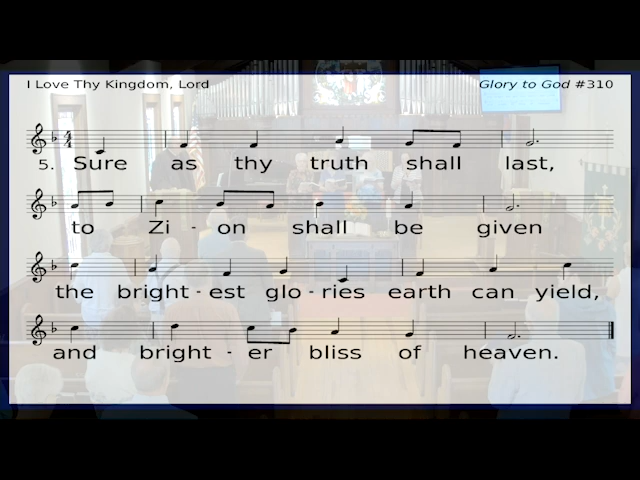 I Love Thy Kingdom, Lord
Glory to God #310
5. Sure as thy truth shall last,
to Zi - on shall be given
the bright - est glo - ries earth can yield,
and bright - er bliss of heaven.